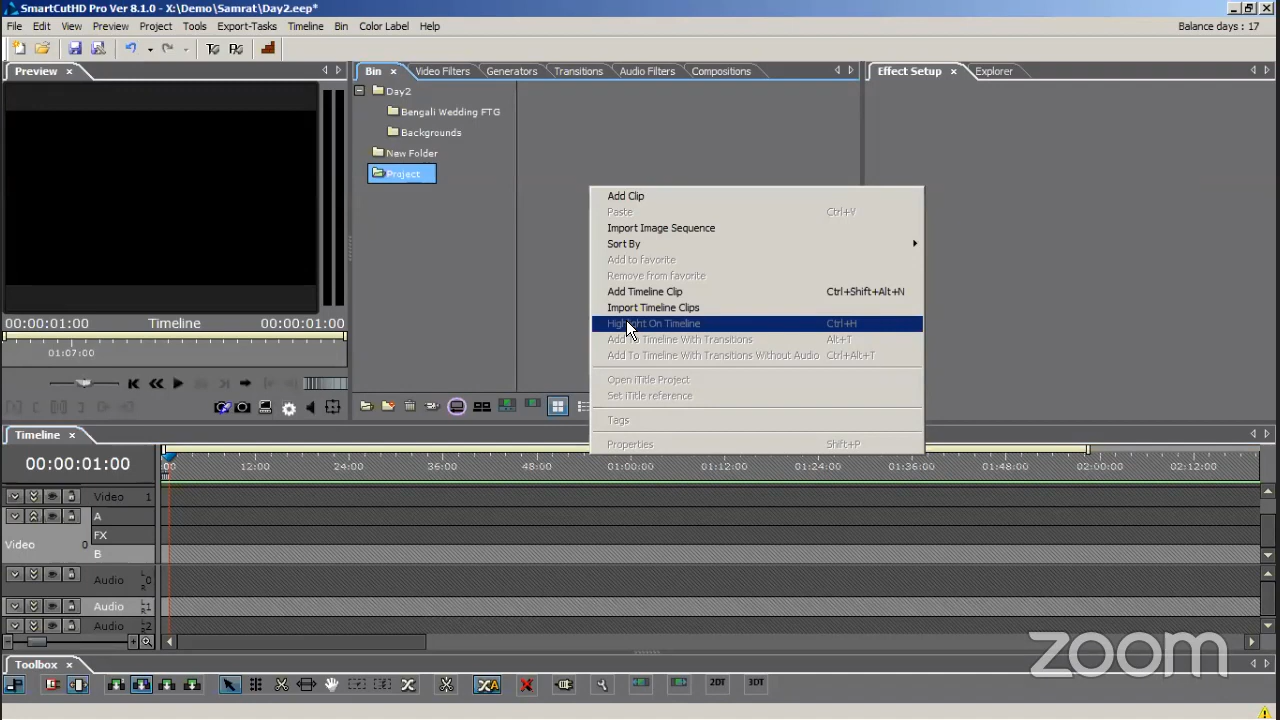 SmartCutHD Pro Ver 8.1.0 - X:\Demo\Samrat\Day2.eep*
File Edit View Preview Project Tools Export-Tasks Timeline Bin Color Label Help
Balance days : 17
Preview
Bin Video Filters Generators Transitions Audio Filters Compositions
Effect Setup Explorer
Day2
Bengali Wedding FTG
Backgrounds
New Folder
Project
Add Clip
Paste Ctrl+V
Import Image Sequence
Sort By
Add to favorite
Remove from favorite
Add Timeline Clip Ctrl+Shift+Alt+N
Import Timeline Clips
Highlight On Timeline Ctrl+H
Add To Timeline With Transitions Alt+T
Add To Timeline With Transitions Without Audio Ctrl+Alt+T
Open iTitle Project
Set iTitle reference
Tags
Properties Shift+P
00:00:01:00 Timeline 00:00:01:00
01:07:00
Timeline
00:00:01:00
:00 12:00 24:00 36:00 48:00 01:00:00 01:12:00 01:24:00 01:36:00 01:48:00 02:00:00 02:12:00
Video 1
A
FX
Video 0
B
Audio L R 0
Audio L R 1
Audio L R 2
zoom
Toolbox
XA 2DT 3DT